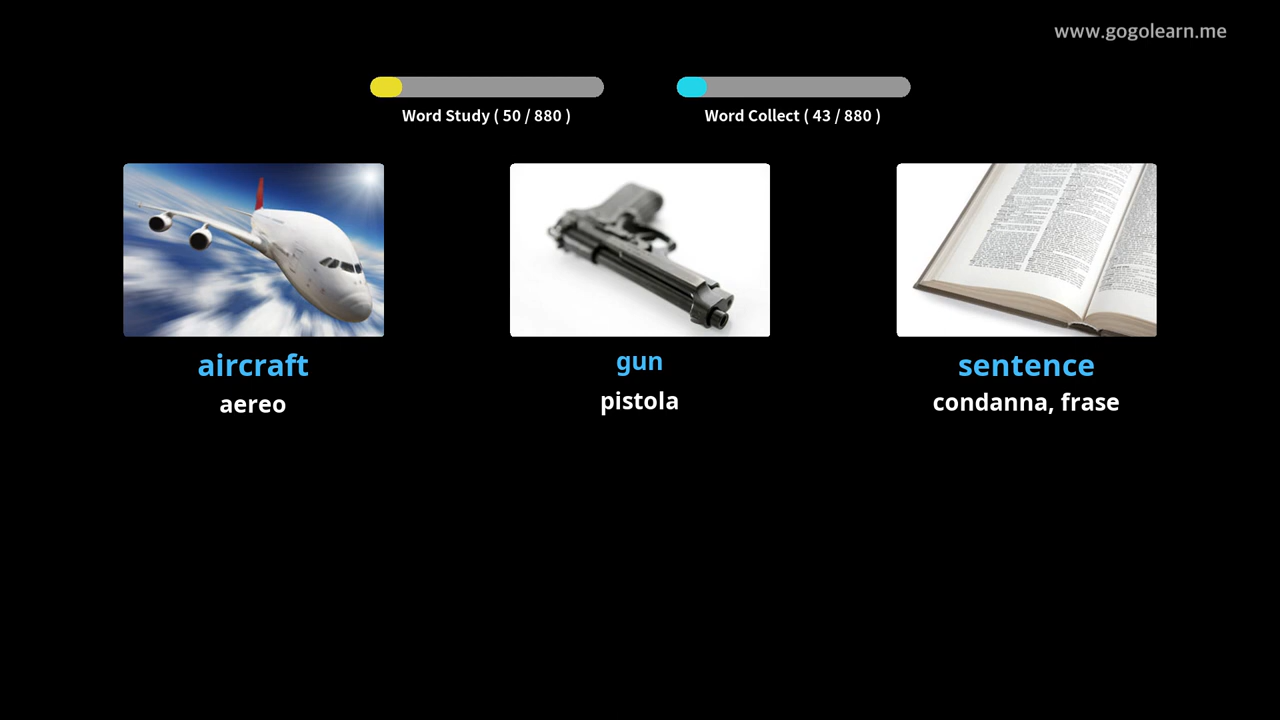 www.gogolearn.me
Word Study ( 50 / 880 )
Word Collect ( 43 / 880 )
aircraft
aereo
gun
pistola
sentence
condanna, frase